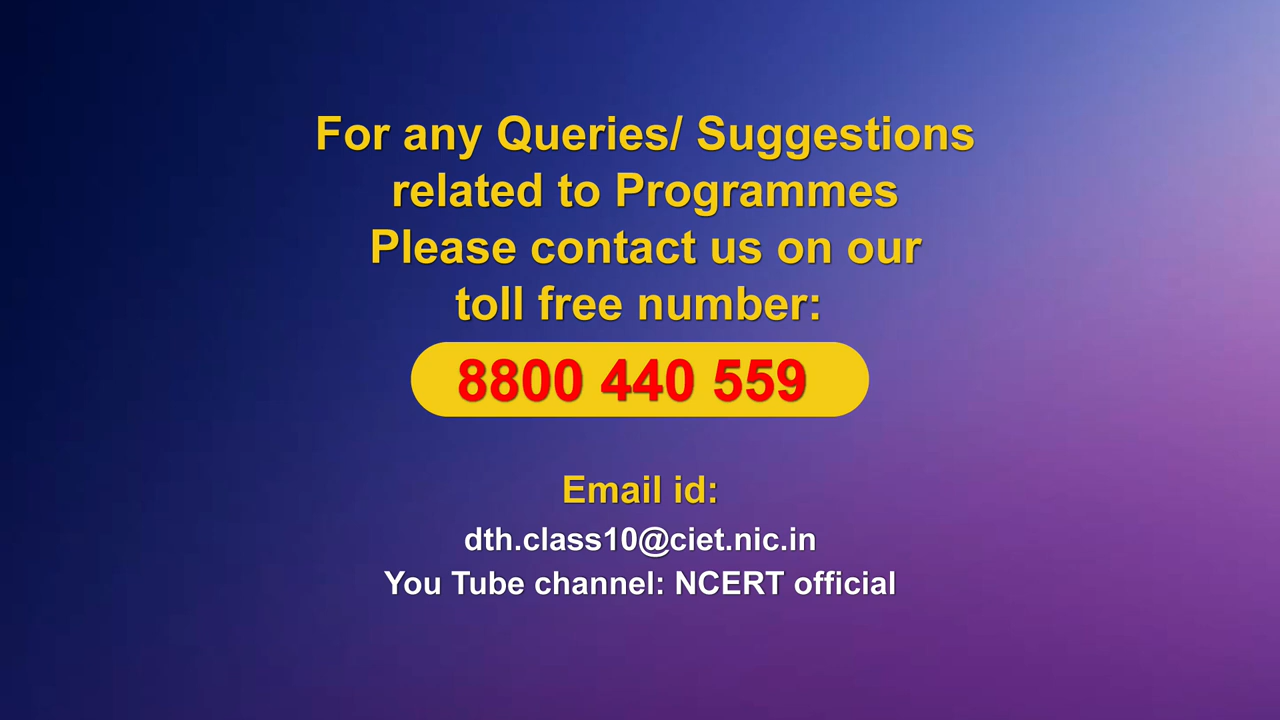 For any Queries/ Suggestions
related to Programmes
Please contact us on our
toll free number:
8800 440 559
Email id:
dth.class10@ciet.nic.in
You Tube channel: NCERT official